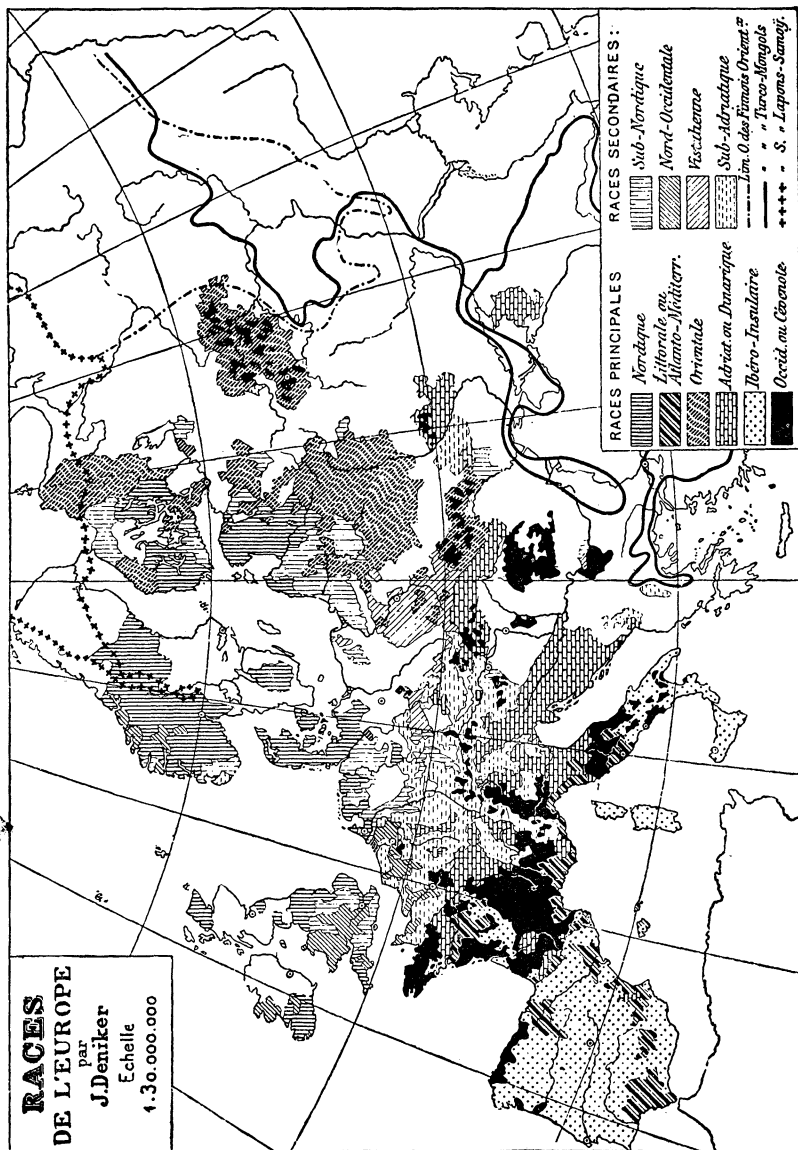 RACES
DE L'EUROPE
par
J. Deniker
Echelle
1.30.000.000
RACES PRINCIPALES
Nordique
Littorale ou
Atlanto-Méditerr.
Orientale
Adriat. ou Dinarique
Ibéro-Insulaire
Occid. ou Cévenole
RACES SECONDAIRES:
Sub-Nordique
Nord-Occidentale
Vistulienne
Sub-Adriatique
Lim. O. des Finnois Orient.ˣ
" " Turco-Mongols
" S. " Lapons-Samoÿ.